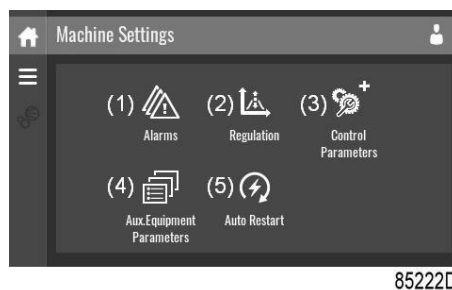 Machine Settings
(1) (2) (3)
Alarms Regulation Control
Parameters
(4) (5)
Aux.Equipment Auto Restart
Parameters
85222D